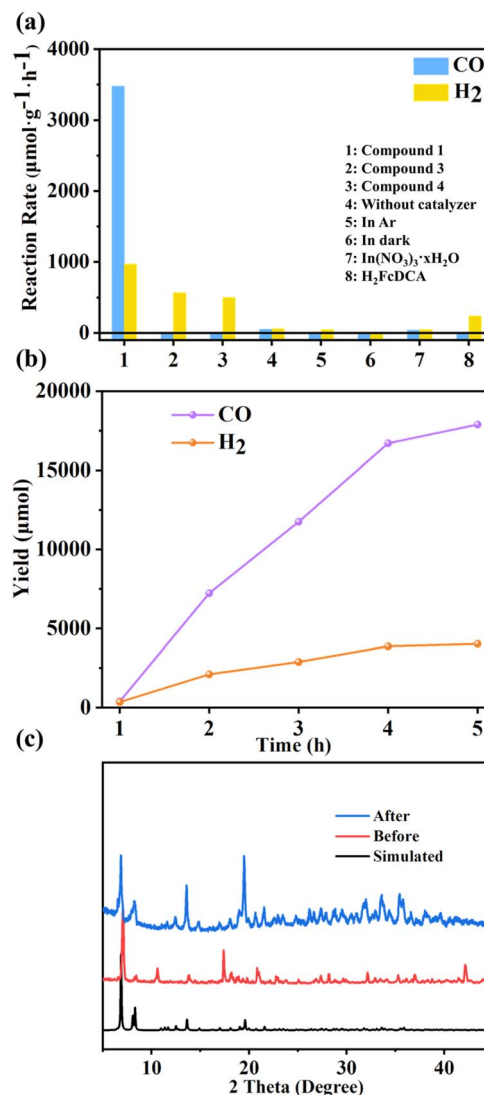 (a)
Reaction Rate (μmol·g⁻¹·h⁻¹)
4000
3000
2000
1000
0
CO
H2
1: Compound 1
2: Compound 3
3: Compound 4
4: Without catalyzer
5: In Ar
6: In dark
7: In(NO3)3·xH2O
8: H2FcDCA
1 2 3 4 5 6 7 8
(b)
Yield (μmol)
20000
15000
10000
5000
0
CO
H2
1 2 3 4 5
Time (h)
(c)
After
Before
Simulated
10 20 30 40
2 Theta (Degree)